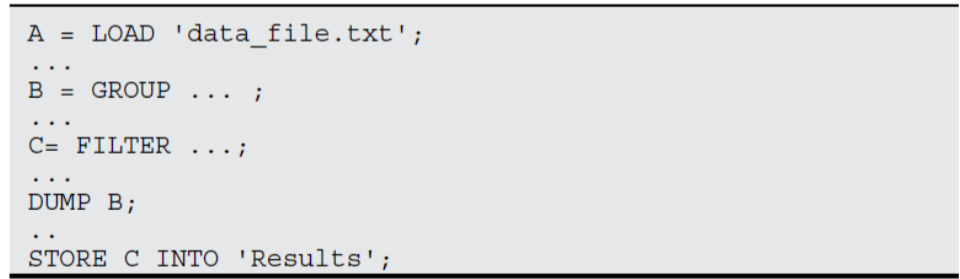 A = LOAD 'data_file.txt';
...
B = GROUP ... ;
...
C= FILTER ...;
...
DUMP B;
..
STORE C INTO 'Results';